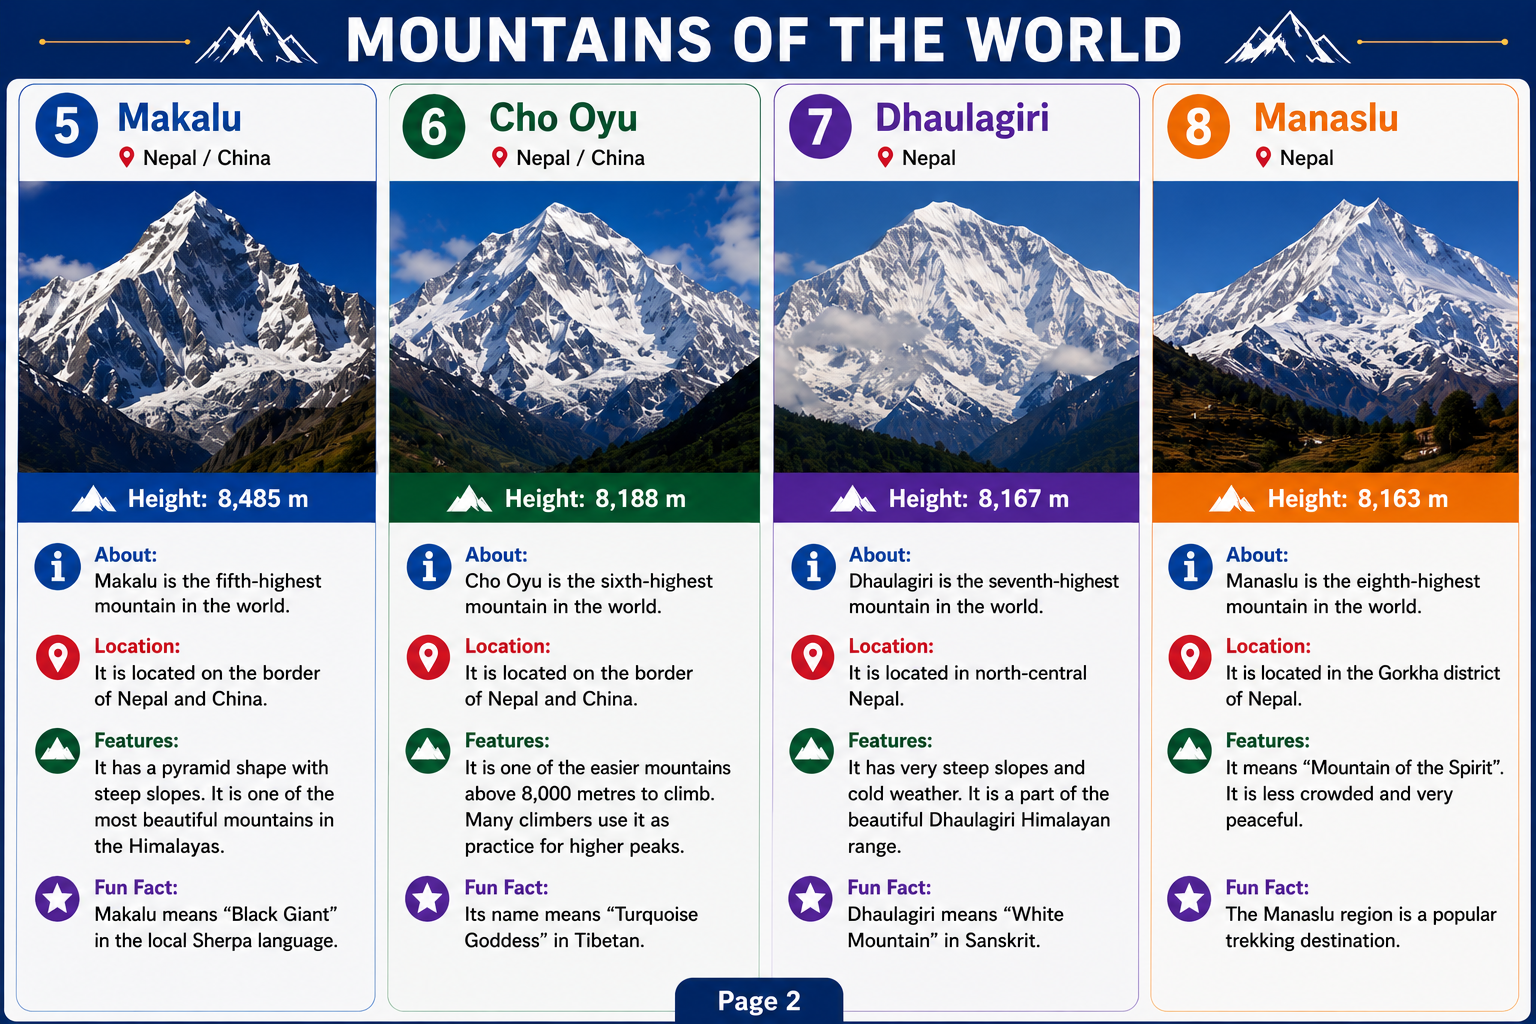 MOUNTAINS OF THE WORLD
5 Makalu
Nepal / China
Height: 8,485 m
About:
Makalu is the fifth-highest
mountain in the world.
Location:
It is located on the border
of Nepal and China.
Features:
It has a pyramid shape with
steep slopes. It is one of the
most beautiful mountains in
the Himalayas.
Fun Fact:
Makalu means “Black Giant”
in the local Sherpa language.
6 Cho Oyu
Nepal / China
Height: 8,188 m
About:
Cho Oyu is the sixth-highest
mountain in the world.
Location:
It is located on the border
of Nepal and China.
Features:
It is one of the easier mountains
above 8,000 metres to climb.
Many climbers use it as
practice for higher peaks.
Fun Fact:
Its name means “Turquoise
Goddess” in Tibetan.
7 Dhaulagiri
Nepal
Height: 8,167 m
About:
Dhaulagiri is the seventh-highest
mountain in the world.
Location:
It is located in north-central
Nepal.
Features:
It has very steep slopes and
cold weather. It is a part of the
beautiful Dhaulagiri Himalayan
range.
Fun Fact:
Dhaulagiri means “White
Mountain” in Sanskrit.
8 Manaslu
Nepal
Height: 8,163 m
About:
Manaslu is the eighth-highest
mountain in the world.
Location:
It is located in the Gorkha district
of Nepal.
Features:
It means “Mountain of the Spirit”.
It is less crowded and very
peaceful.
Fun Fact:
The Manaslu region is a popular
trekking destination.
Page 2